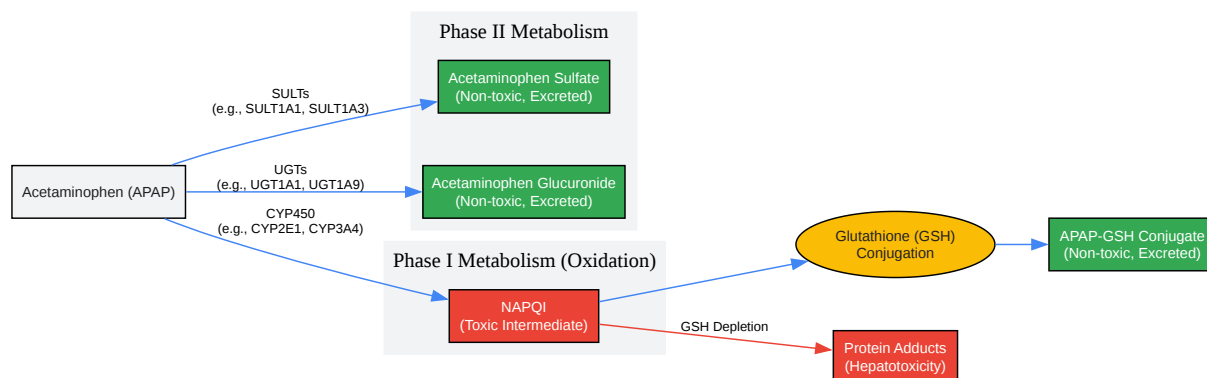 Phase II Metabolism
Acetaminophen Sulfate
(Non-toxic, Excreted)
SULTs
(e.g., SULT1A1, SULT1A3)
Acetaminophen (APAP)
UGTs
(e.g., UGT1A1, UGT1A9)
Acetaminophen Glucuronide
(Non-toxic, Excreted)
CYP450
(e.g., CYP2E1, CYP3A4)
Phase I Metabolism (Oxidation)
NAPQI
(Toxic Intermediate)
Glutathione (GSH)
Conjugation
APAP-GSH Conjugate
(Non-toxic, Excreted)
GSH Depletion
Protein Adducts
(Hepatotoxicity)